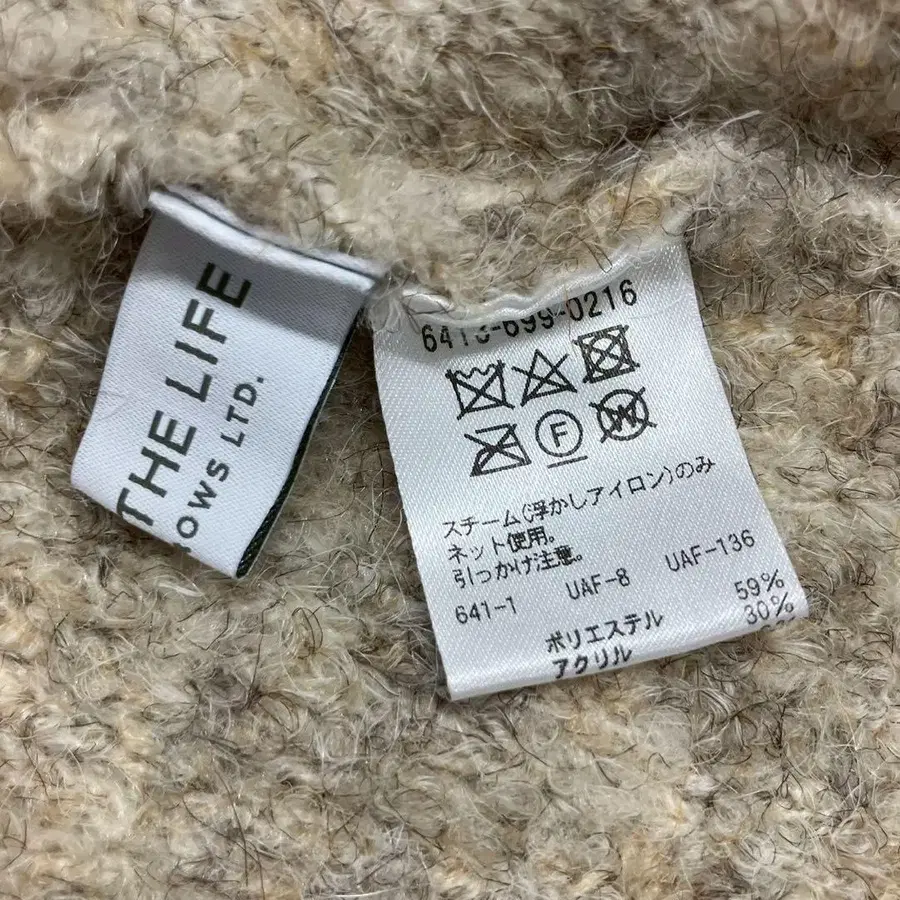 THE LIFE
OWS LTD.
6413-699-0216
F
W
スチーム(浮かしアイロン)のみ
ネット使用。
引っかけ注意。
641-1 UAF-8 UAF-136
ポリエステル 59%
アクリル 30%